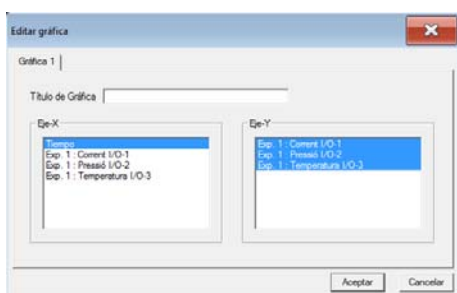 Editar gráfica
Gráfica 1
Título de Gráfica
Eje-X
Tiempo
Exp. 1 : Corrent I/O-1
Exp. 1 : Pressió I/O-2
Exp. 1 : Temperatura I/O-3
Eje-Y
Exp. 1 : Corrent I/O-1
Exp. 1 : Pressió I/O-2
Exp. 1 : Temperatura I/O-3
Aceptar
Cancelar